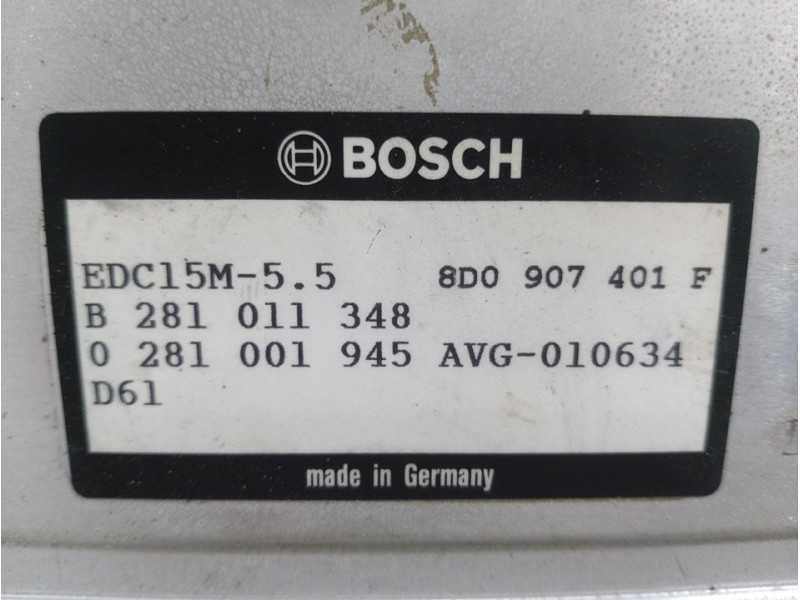 BOSCH
EDC15M-5.5 8D0 907 401 F
B 281 011 348
0 281 001 945 AVG-010634
D61
made in Germany